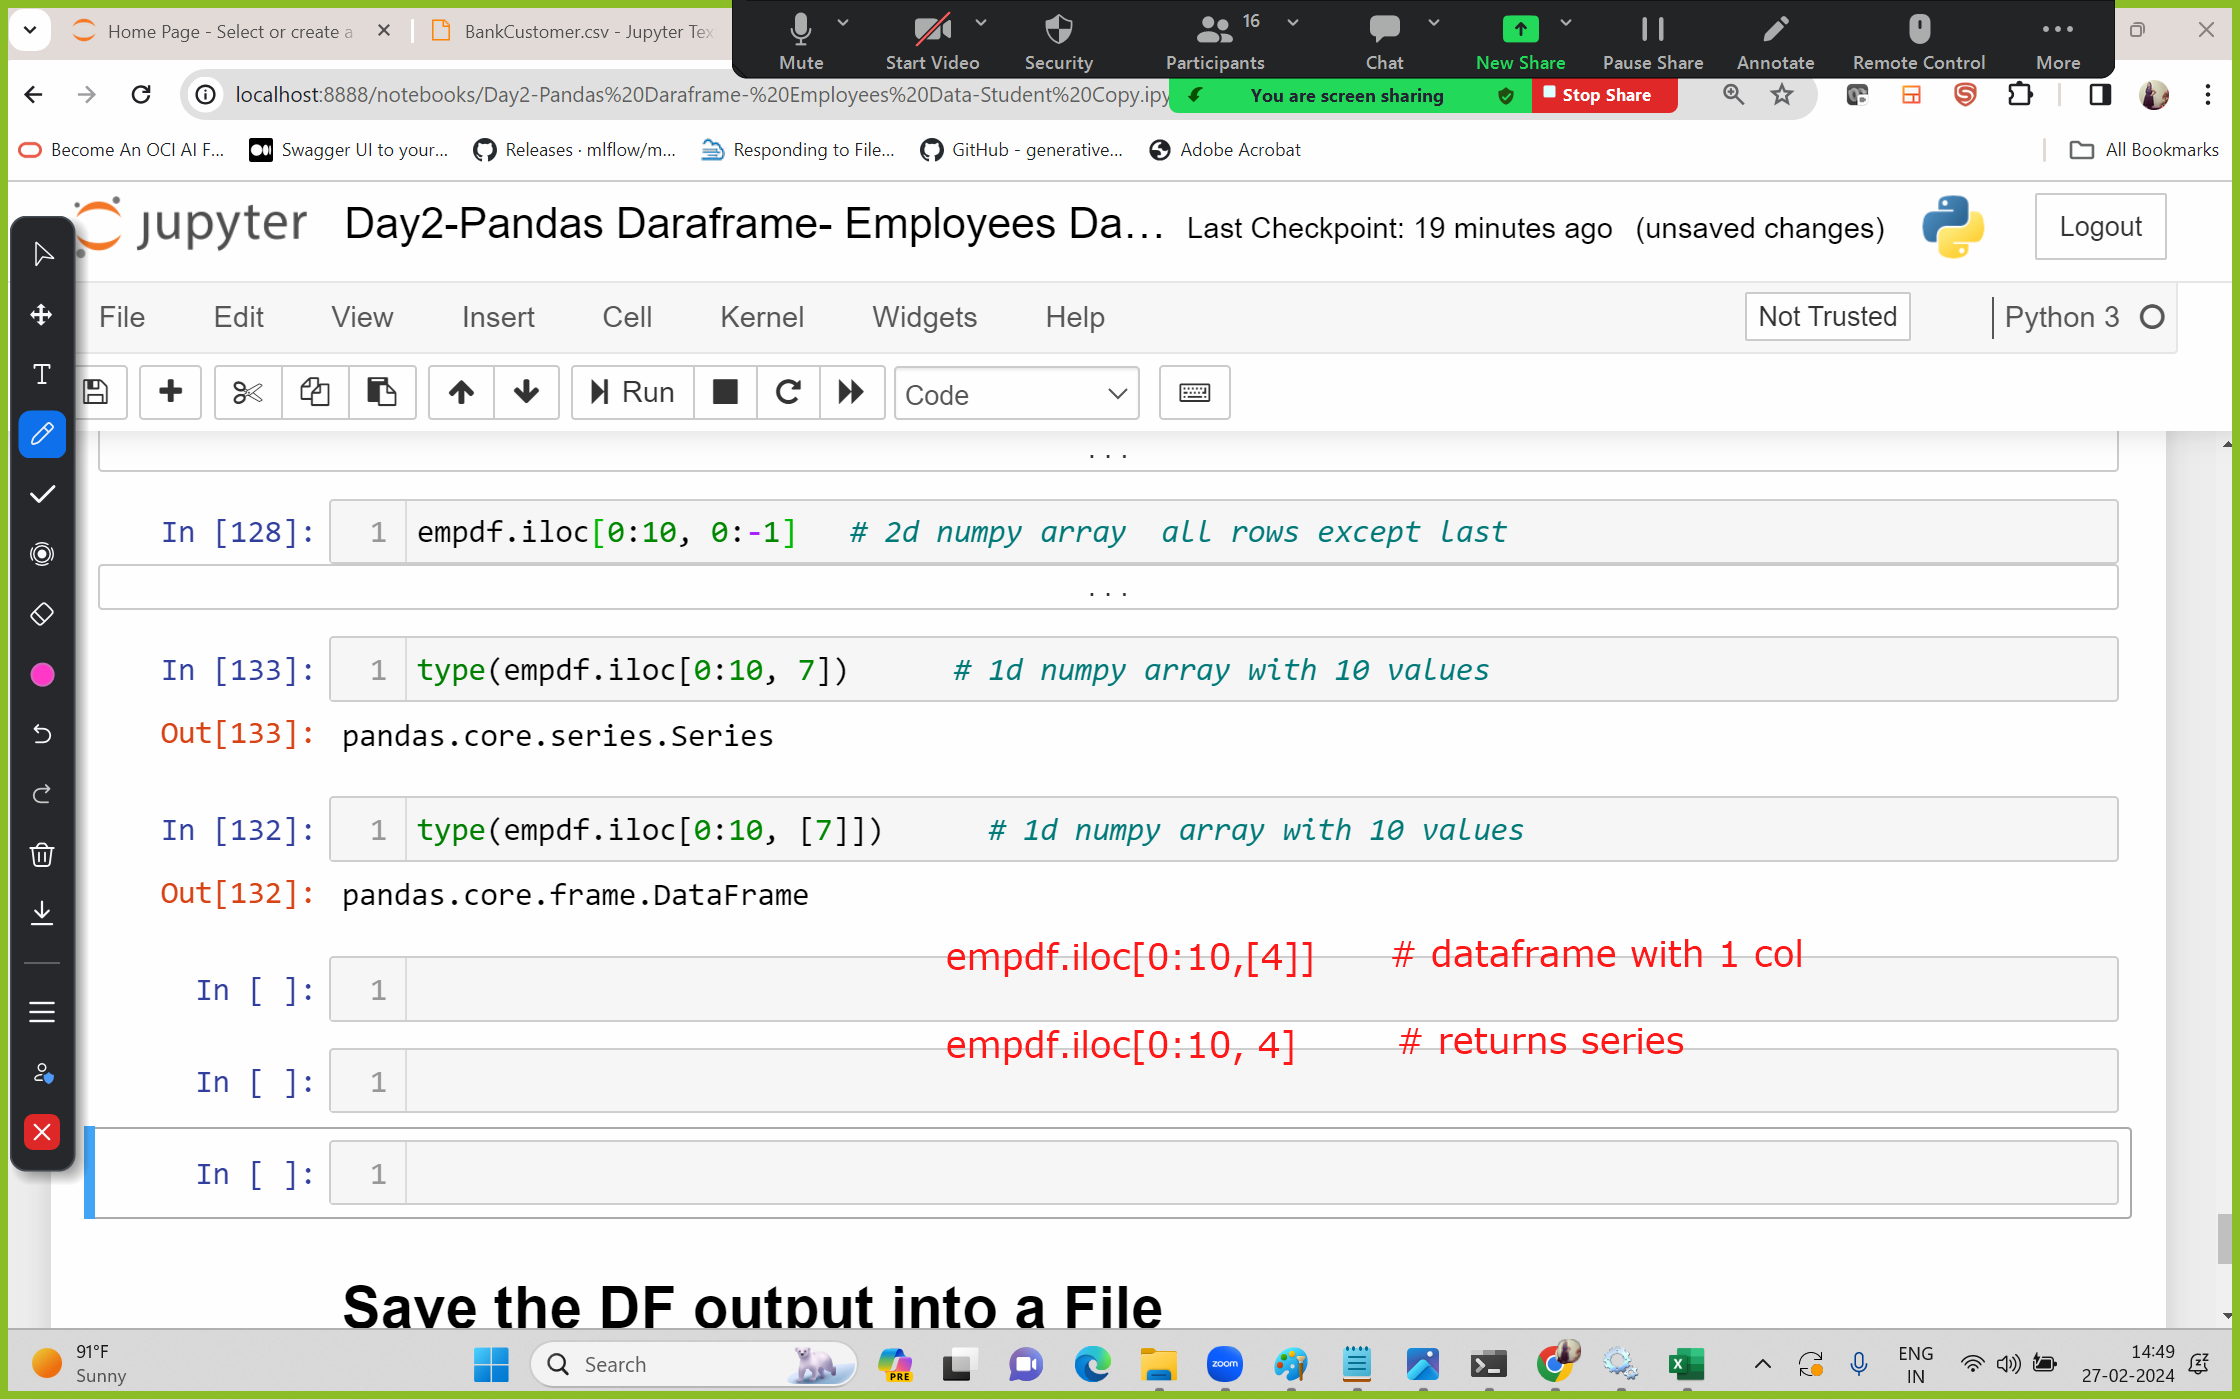 Home Page - Select or create a
BankCustomer.csv - Jupyter Tex
Mute
Start Video
Security
16
Participants
Chat
New Share
Pause Share
Annotate
Remote Control
More
localhost:8888/notebooks/Day2-Pandas%20Daraframe-%20Employees%20Data-Student%20Copy.ipy
You are screen sharing
Stop Share
Become An OCI AI F...
Swagger UI to your...
Releases · mlflow/m...
Responding to File...
GitHub - generative...
Adobe Acrobat
All Bookmarks
jupyter
Day2-Pandas Daraframe- Employees Da...
Last Checkpoint: 19 minutes ago (unsaved changes)
Logout
File Edit View Insert Cell Kernel Widgets Help
Not Trusted
Python 3
Run
Code
...
In [128]: 1 empdf.iloc[0:10, 0:-1] # 2d numpy array all rows except last
...
In [133]: 1 type(empdf.iloc[0:10, 7]) # 1d numpy array with 10 values
Out[133]: pandas.core.series.Series
In [132]: 1 type(empdf.iloc[0:10, [7]]) # 1d numpy array with 10 values
Out[132]: pandas.core.frame.DataFrame
empdf.iloc[0:10,[4]] # dataframe with 1 col
In [ ]: 1
empdf.iloc[0:10, 4] # returns series
In [ ]: 1
In [ ]: 1
Save the DF output into a File
91°F
Sunny
Search
PRE
zoom
ENG
IN
14:49
27-02-2024